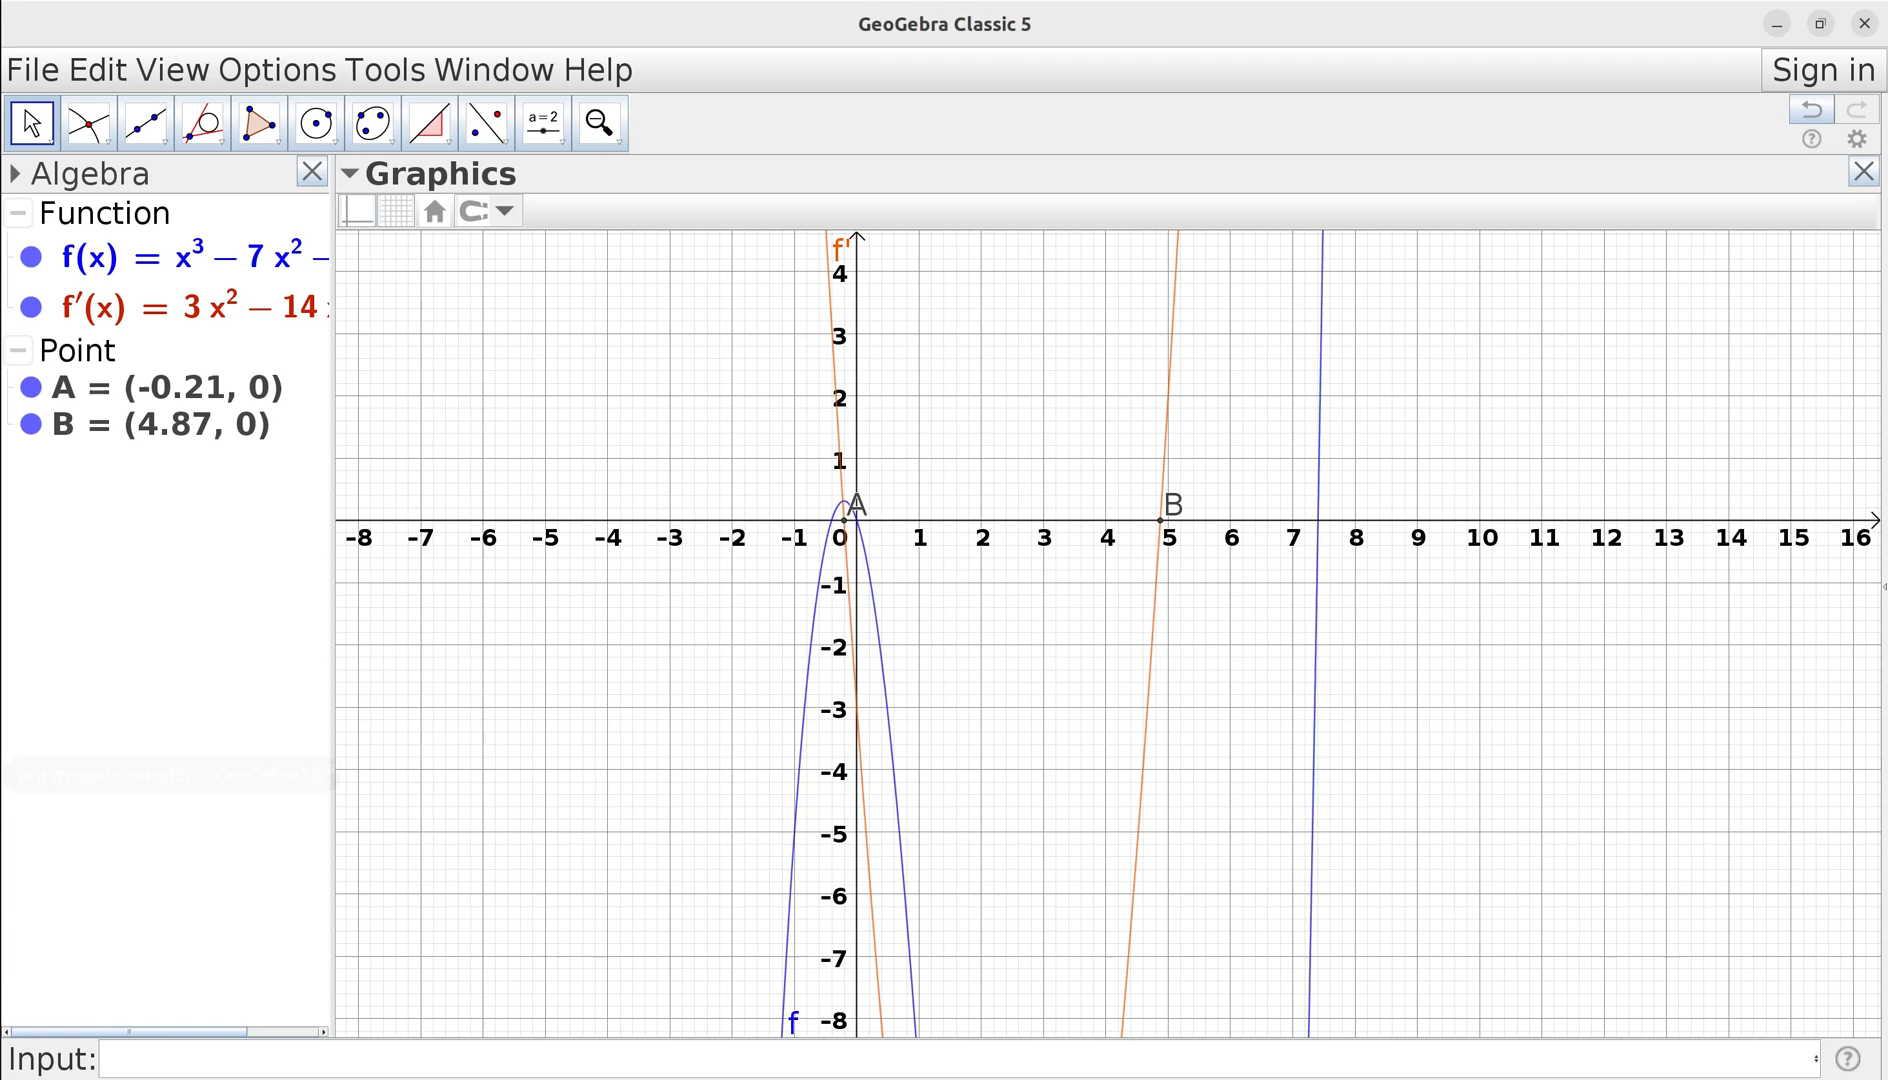 GeoGebra Classic 5
File Edit View Options Tools Window Help
Sign in
a=2
Algebra
Graphics
Function
f(x) = x³ − 7 x² −
f′(x) = 3 x² − 14
Point
A = (-0.21, 0)
B = (4.87, 0)
f'
4
3
2
1
A
B
-8 -7 -6 -5 -4 -3 -2 -1 0 1 2 3 4 5 6 7 8 9 10 11 12 13 14 15 16
-1
-2
-3
-4
-5
-6
-7
f
-8
Input: